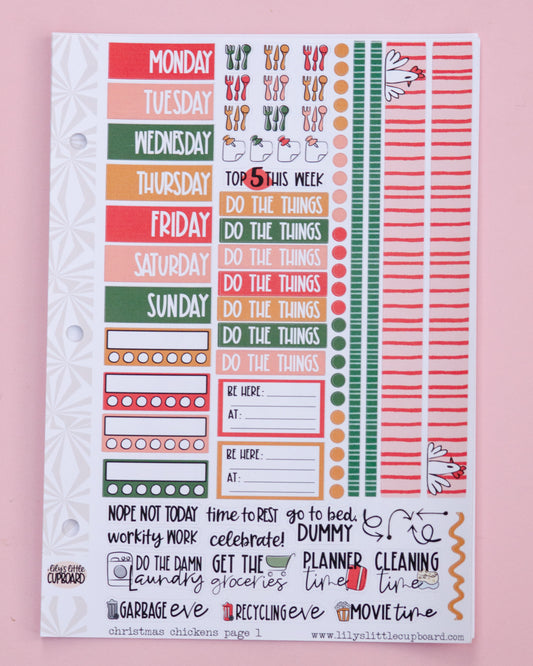 MONDAY
TUESDAY
WEDNESDAY
THURSDAY
FRIDAY
SATURDAY
SUNDAY
TOP 5 THIS WEEK
DO THE THINGS
DO THE THINGS
DO THE THINGS
DO THE THINGS
DO THE THINGS
DO THE THINGS
DO THE THINGS
BE HERE:
AT:
BE HERE:
AT:
NOPE NOT TODAY
time to REST
go to bed,
DUMMY
workity WORK
celebrate!
DO THE DAMN
Laundry
GET THE
groceries
PLANNER
time
CLEANING
time
GARBAGE eve
RECYCLING eve
MOVIE time
lily's little
CUPBOARD
christmas chickens page 1
www.lilyslittlecupboard.com